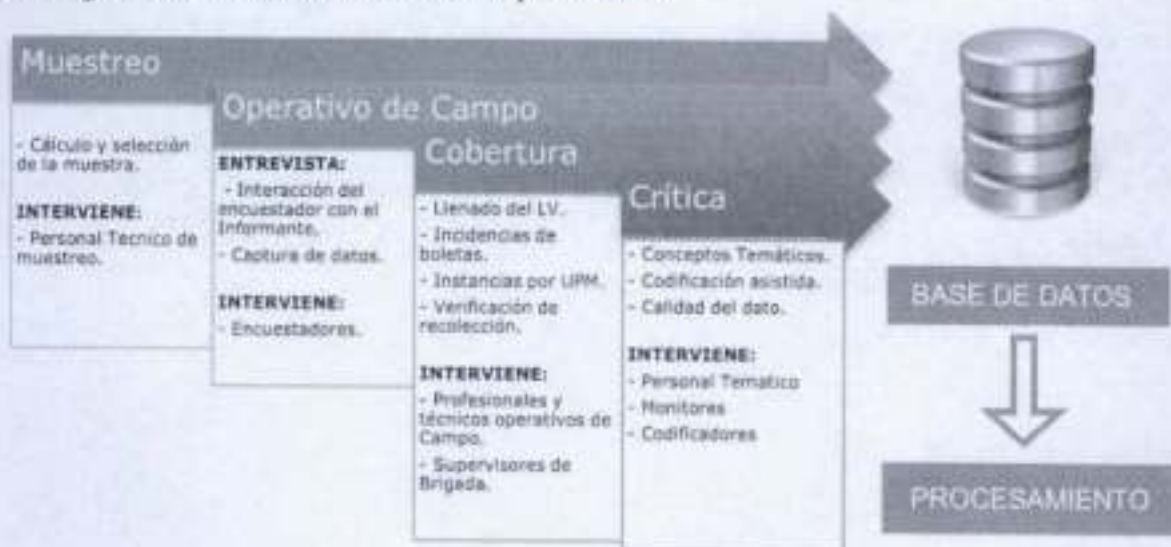 Muestreo
- Cálculo y selección
de la muestra.
INTERVIENE:
- Personal Tecnico de
muestreo.
Operativo de Campo
ENTREVISTA:
- Interacción del
encuestador con el
Informante.
- Captura de datos.
INTERVIENE:
- Encuestadores.
Cobertura
- Llenado del LV.
- Incidencias de
boletas.
- Instancias por UPM.
- Verificación de
recolección.
INTERVIENE:
- Profesionales y
técnicos operativos de
Campo.
- Supervisores de
Brigada.
Crítica
- Conceptos Temáticos.
- Codificación asistida.
- Calidad del dato.
INTERVIENE:
- Personal Tematico
- Monitores
- Codificadores
BASE DE DATOS
PROCESAMIENTO